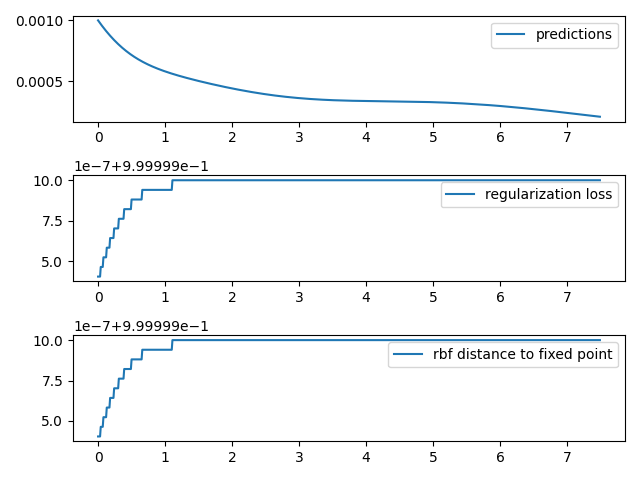 0.0010
0.0005
predictions
0 1 2 3 4 5 6 7
1e-7+9.99999e-1
10.0
7.5
5.0
regularization loss
0 1 2 3 4 5 6 7
1e-7+9.99999e-1
10.0
7.5
5.0
rbf distance to fixed point
0 1 2 3 4 5 6 7